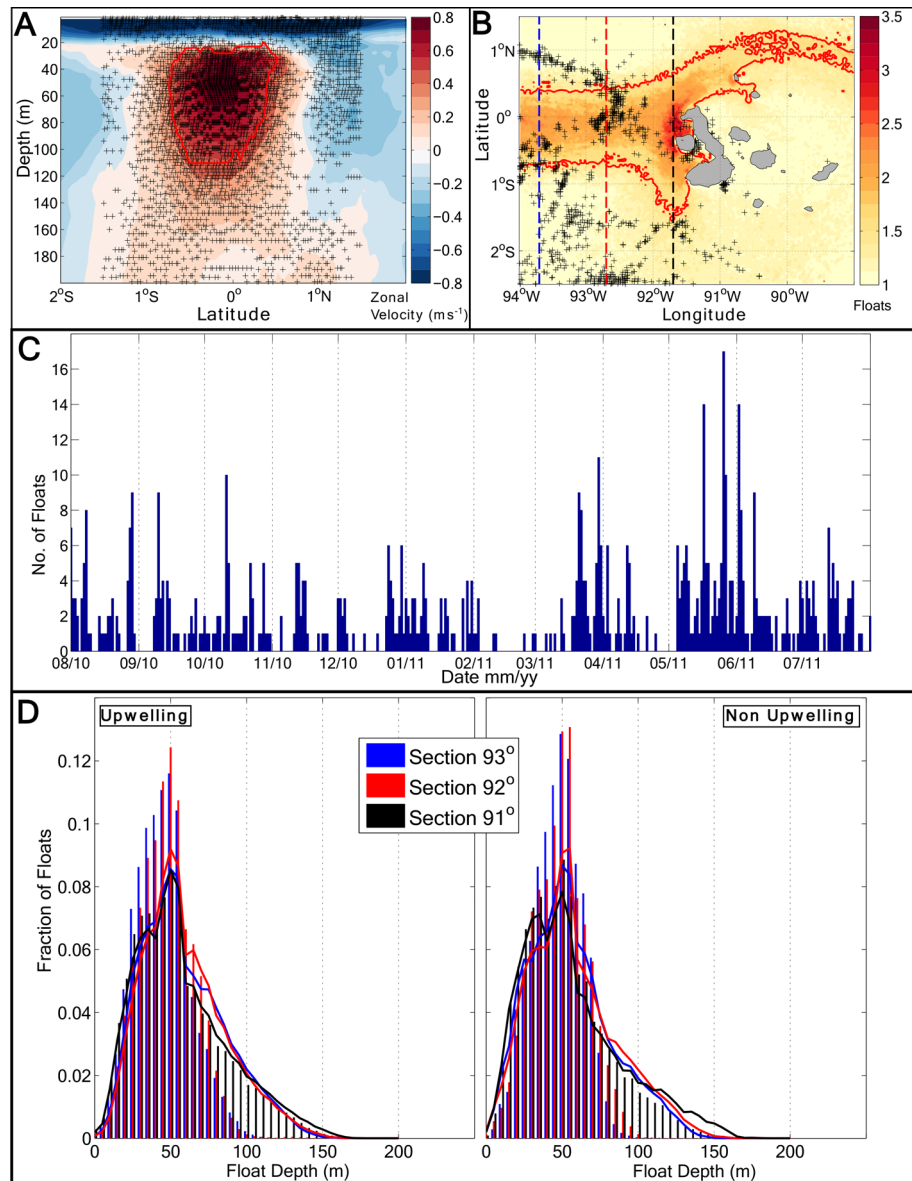 A
20
60
100
140
180
Depth (m)
2°S
1°S
0°
1°N
Latitude
0.8
0.6
0.4
0.2
0
-0.2
-0.4
-0.6
-0.8
Zonal
Velocity (ms⁻¹)
B
1°N
0°
1°S
2°S
Latitude
94°W
93°W
92°W
91°W
90°W
Longitude
3.5
3
2.5
2
1.5
1
Floats
C
16
14
12
10
8
6
4
2
0
No. of Floats
08/10
09/10
10/10
11/10
12/10
01/11
02/11
03/11
04/11
05/11
06/11
07/11
Date mm/yy
D
Upwelling
Non Upwelling
Section 93°
Section 92°
Section 91°
0.12
0.1
0.08
0.06
0.04
0.02
0
Fraction of Floats
0
50
100
150
200
Float Depth (m)
0
50
100
150
200
Float Depth (m)